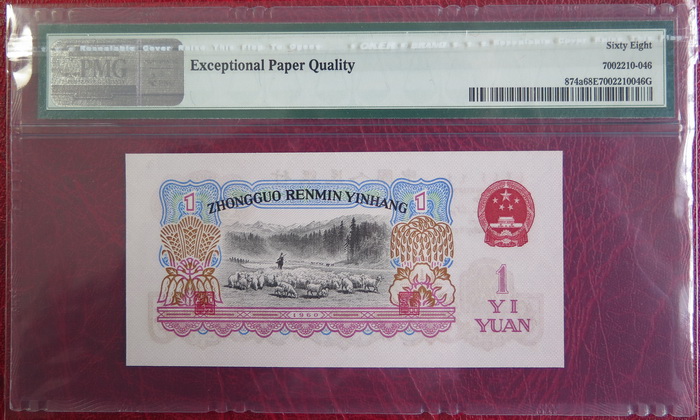 PMG
Exceptional Paper Quality
Sixty Eight
7002210-046
874a68E7002210046G
1
1
ZHONGGUO RENMIN YINHANG
1960
1
YI
YUAN